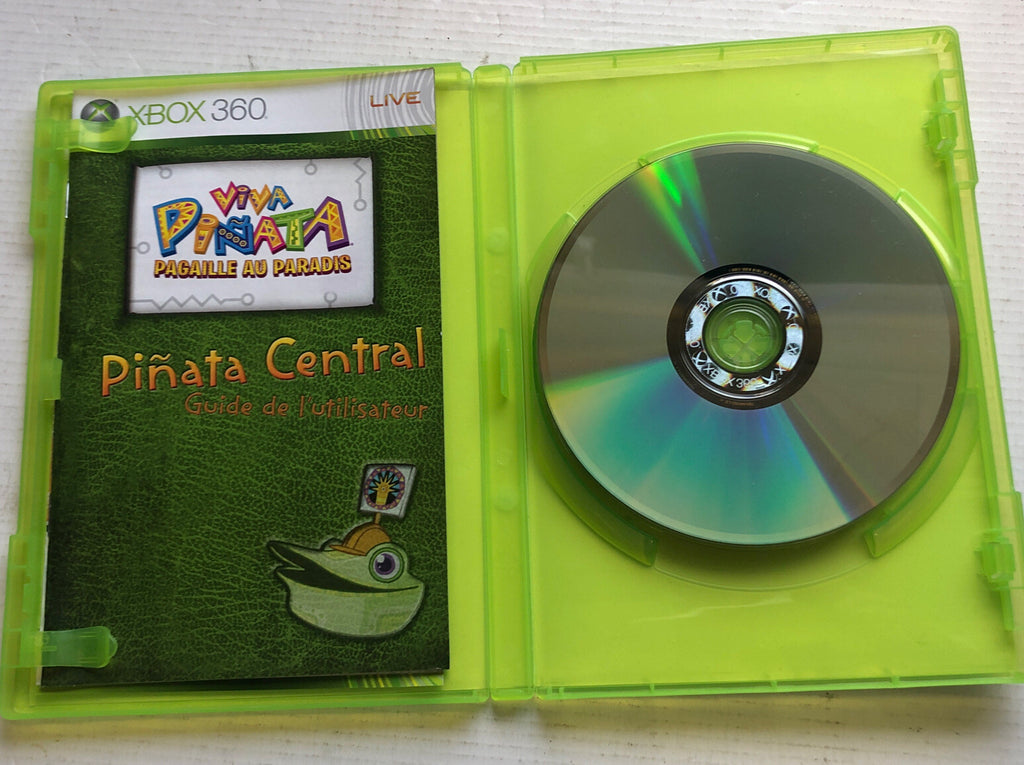 XBOX 360
LIVE
VIVA
PIÑATA
PAGAILLE AU PARADIS
Piñata Central
Guide de l'utilisateur